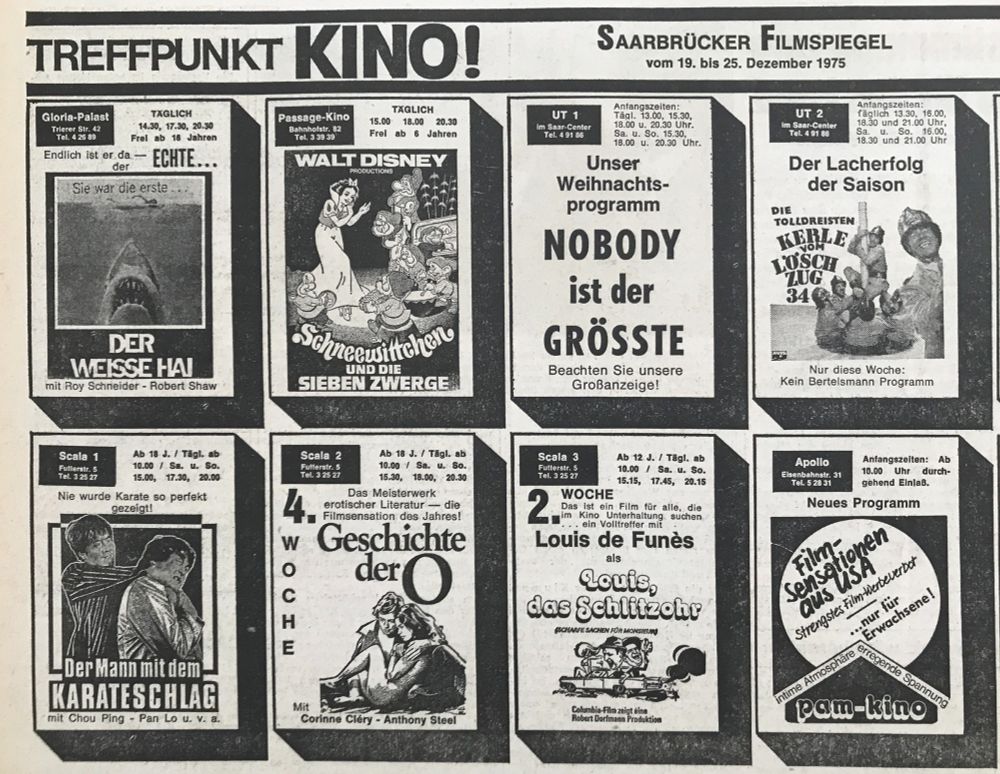 TREFFPUNKT KINO!
SAARBRÜCKER FILMSPIEGEL
vom 19. bis 25. Dezember 1975
Gloria-Palast
Trierer Str. 42
Tel. 4 25 89
TÄGLICH
14.30, 17.30, 20.30
Frei ab 16 Jahren
Endlich ist er da —
der
ECHTE...
Sie war die erste...
DER
WEISSE HAI
mit Roy Schneider - Robert Shaw
Passage-Kino
Bahnhofstr. 82
Tel. 3 39 39
TÄGLICH
15.00 18.00 20.30
Frei ab 6 Jahren
WALT DISNEY
PRODUCTIONS
Schneewittchen
UND DIE
SIEBEN ZWERGE
UT 1
im Saar-Center
Tel. 4 91 86
Anfangszeiten:
Tägl. 13.00, 15.30,
18.00 u. 20.30 Uhr.
Sa. u. So. 15.30,
18.00 u. 20.30 Uhr.
Unser
Weihnachts-
programm
NOBODY
ist der
GRÖSSTE
Beachten Sie unsere
Großanzeige!
UT 2
im Saar-Center
Tel. 4 91 86
Anfangszeiten:
täglich 13.30, 16.00,
18.30 und 21.00 Uhr,
Sa. u. So. 16.00,
18.30 und 21.00 Uhr
Der Lacherfolg
der Saison
DIE
TOLLDREISTEN
KERLE
VOM
LÖSCH
ZUG
34
Nur diese Woche:
Kein Bertelsmann Programm
Scala 1
Futterstr. 5
Tel. 3 25 27
Ab 18 J. / Tägl. ab
10.00 / Sa. u. So.
15.00, 17.30, 20.00
Nie wurde Karate so perfekt
gezeigt!
Der Mann mit dem
KARATESCHLAG
mit Chou Ping - Pan Lo u. v. a.
Scala 2
Futterstr. 5
Tel. 3 25 27
Ab 18 J. / Tägl. ab
10.00 / Sa. u. So.
15.30, 18.00, 20.30
4.
WOCHE
Das Meisterwerk
erotischer Literatur — die
Filmsensation des Jahres!
Geschichte
der O
Mit
Corinne Cléry - Anthony Steel
Scala 3
Futterstr. 5
Tel. 3 25 27
Ab 12 J. / Tägl. ab
10.00 / Sa. u. So.
15.15, 17.45, 20.15
2. WOCHE
Das ist ein Film für alle, die
im Kino Unterhaltung suchen
... ein Volltreffer mit
Louis de Funès
als
Louis,
das Schlitzohr
(SCHARFE SACHEN FÜR MONSIEUR)
Columbia-Film zeigt eine
Robert Dorfmann Produktion
Apollo
Eisenbahnstr. 31
Tel. 5 28 31
Anfangszeiten: Ab
10.00 Uhr durch-
gehend Einlaß.
Neues Programm
Film-
Sensationen
aus USA
Strengstes Film-Werbeverbot
...nur für
Erwachsene!
intime Atmosphäre
erregende Spannung
pam-kino